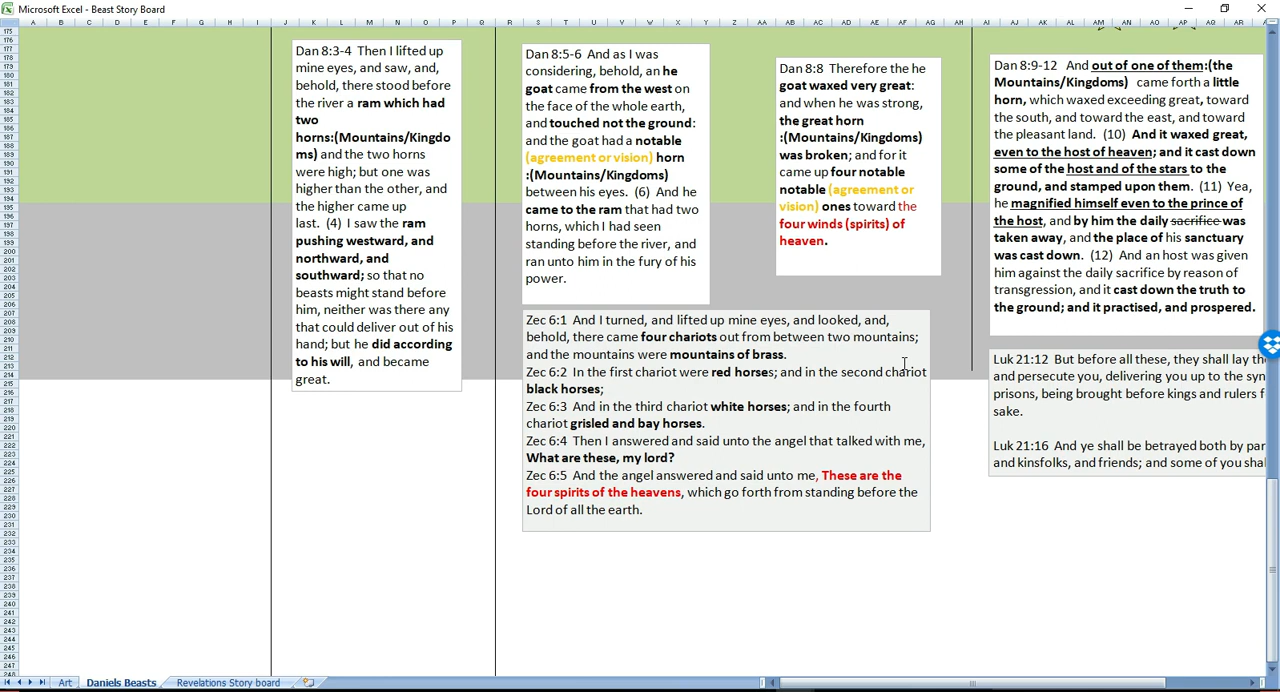 Microsoft Excel - Beast Story Board
I J K L M N O P Q R S T U V W X Y Z AA AB AC AD AE AF AG AH AI AJ AK AL AM AN AO AP AQ AR
Dan 8:3-4 Then I lifted up
mine eyes, and saw, and,
behold, there stood before
the river a ram which had
two
horns:(Mountains/Kingdo
ms) and the two horns
were high; but one was
higher than the other, and
the higher came up
last. (4) I saw the ram
pushing westward, and
northward, and
southward; so that no
beasts might stand before
him, neither was there any
that could deliver out of his
hand; but he did according
to his will, and became
great.
Dan 8:5-6 And as I was
considering, behold, an he
goat came from the west on
the face of the whole earth,
and touched not the ground:
and the goat had a notable
(agreement or vision) horn
:(Mountains/Kingdoms)
between his eyes. (6) And he
came to the ram that had two
horns, which I had seen
standing before the river, and
ran unto him in the fury of his
power.
Dan 8:8 Therefore the he
goat waxed very great:
and when he was strong,
the great horn
:(Mountains/Kingdoms)
was broken; and for it
came up four notable
notable (agreement or
vision) ones toward the
four winds (spirits) of
heaven.
Dan 8:9-12 And out of one of them:(the
Mountains/Kingdoms) came forth a little
horn, which waxed exceeding great, toward
the south, and toward the east, and toward
the pleasant land. (10) And it waxed great,
even to the host of heaven; and it cast down
some of the host and of the stars to the
ground, and stamped upon them. (11) Yea,
he magnified himself even to the prince of
the host, and by him the daily sacrifice was
taken away, and the place of his sanctuary
was cast down. (12) And an host was given
him against the daily sacrifice by reason of
transgression, and it cast down the truth to
the ground; and it practised, and prospered.
Zec 6:1 And I turned, and lifted up mine eyes, and looked, and,
behold, there came four chariots out from between two mountains;
and the mountains were mountains of brass.
Zec 6:2 In the first chariot were red horses; and in the second chariot
black horses;
Zec 6:3 And in the third chariot white horses; and in the fourth
chariot grisled and bay horses.
Zec 6:4 Then I answered and said unto the angel that talked with me,
What are these, my lord?
Zec 6:5 And the angel answered and said unto me, These are the
four spirits of the heavens, which go forth from standing before the
Lord of all the earth.
Luk 21:12 But before all these, they shall lay th
and persecute you, delivering you up to the syn
prisons, being brought before kings and rulers f
sake.
Luk 21:16 And ye shall be betrayed both by par
and kinsfolks, and friends; and some of you shal
Art Daniels Beasts Revelations Story board